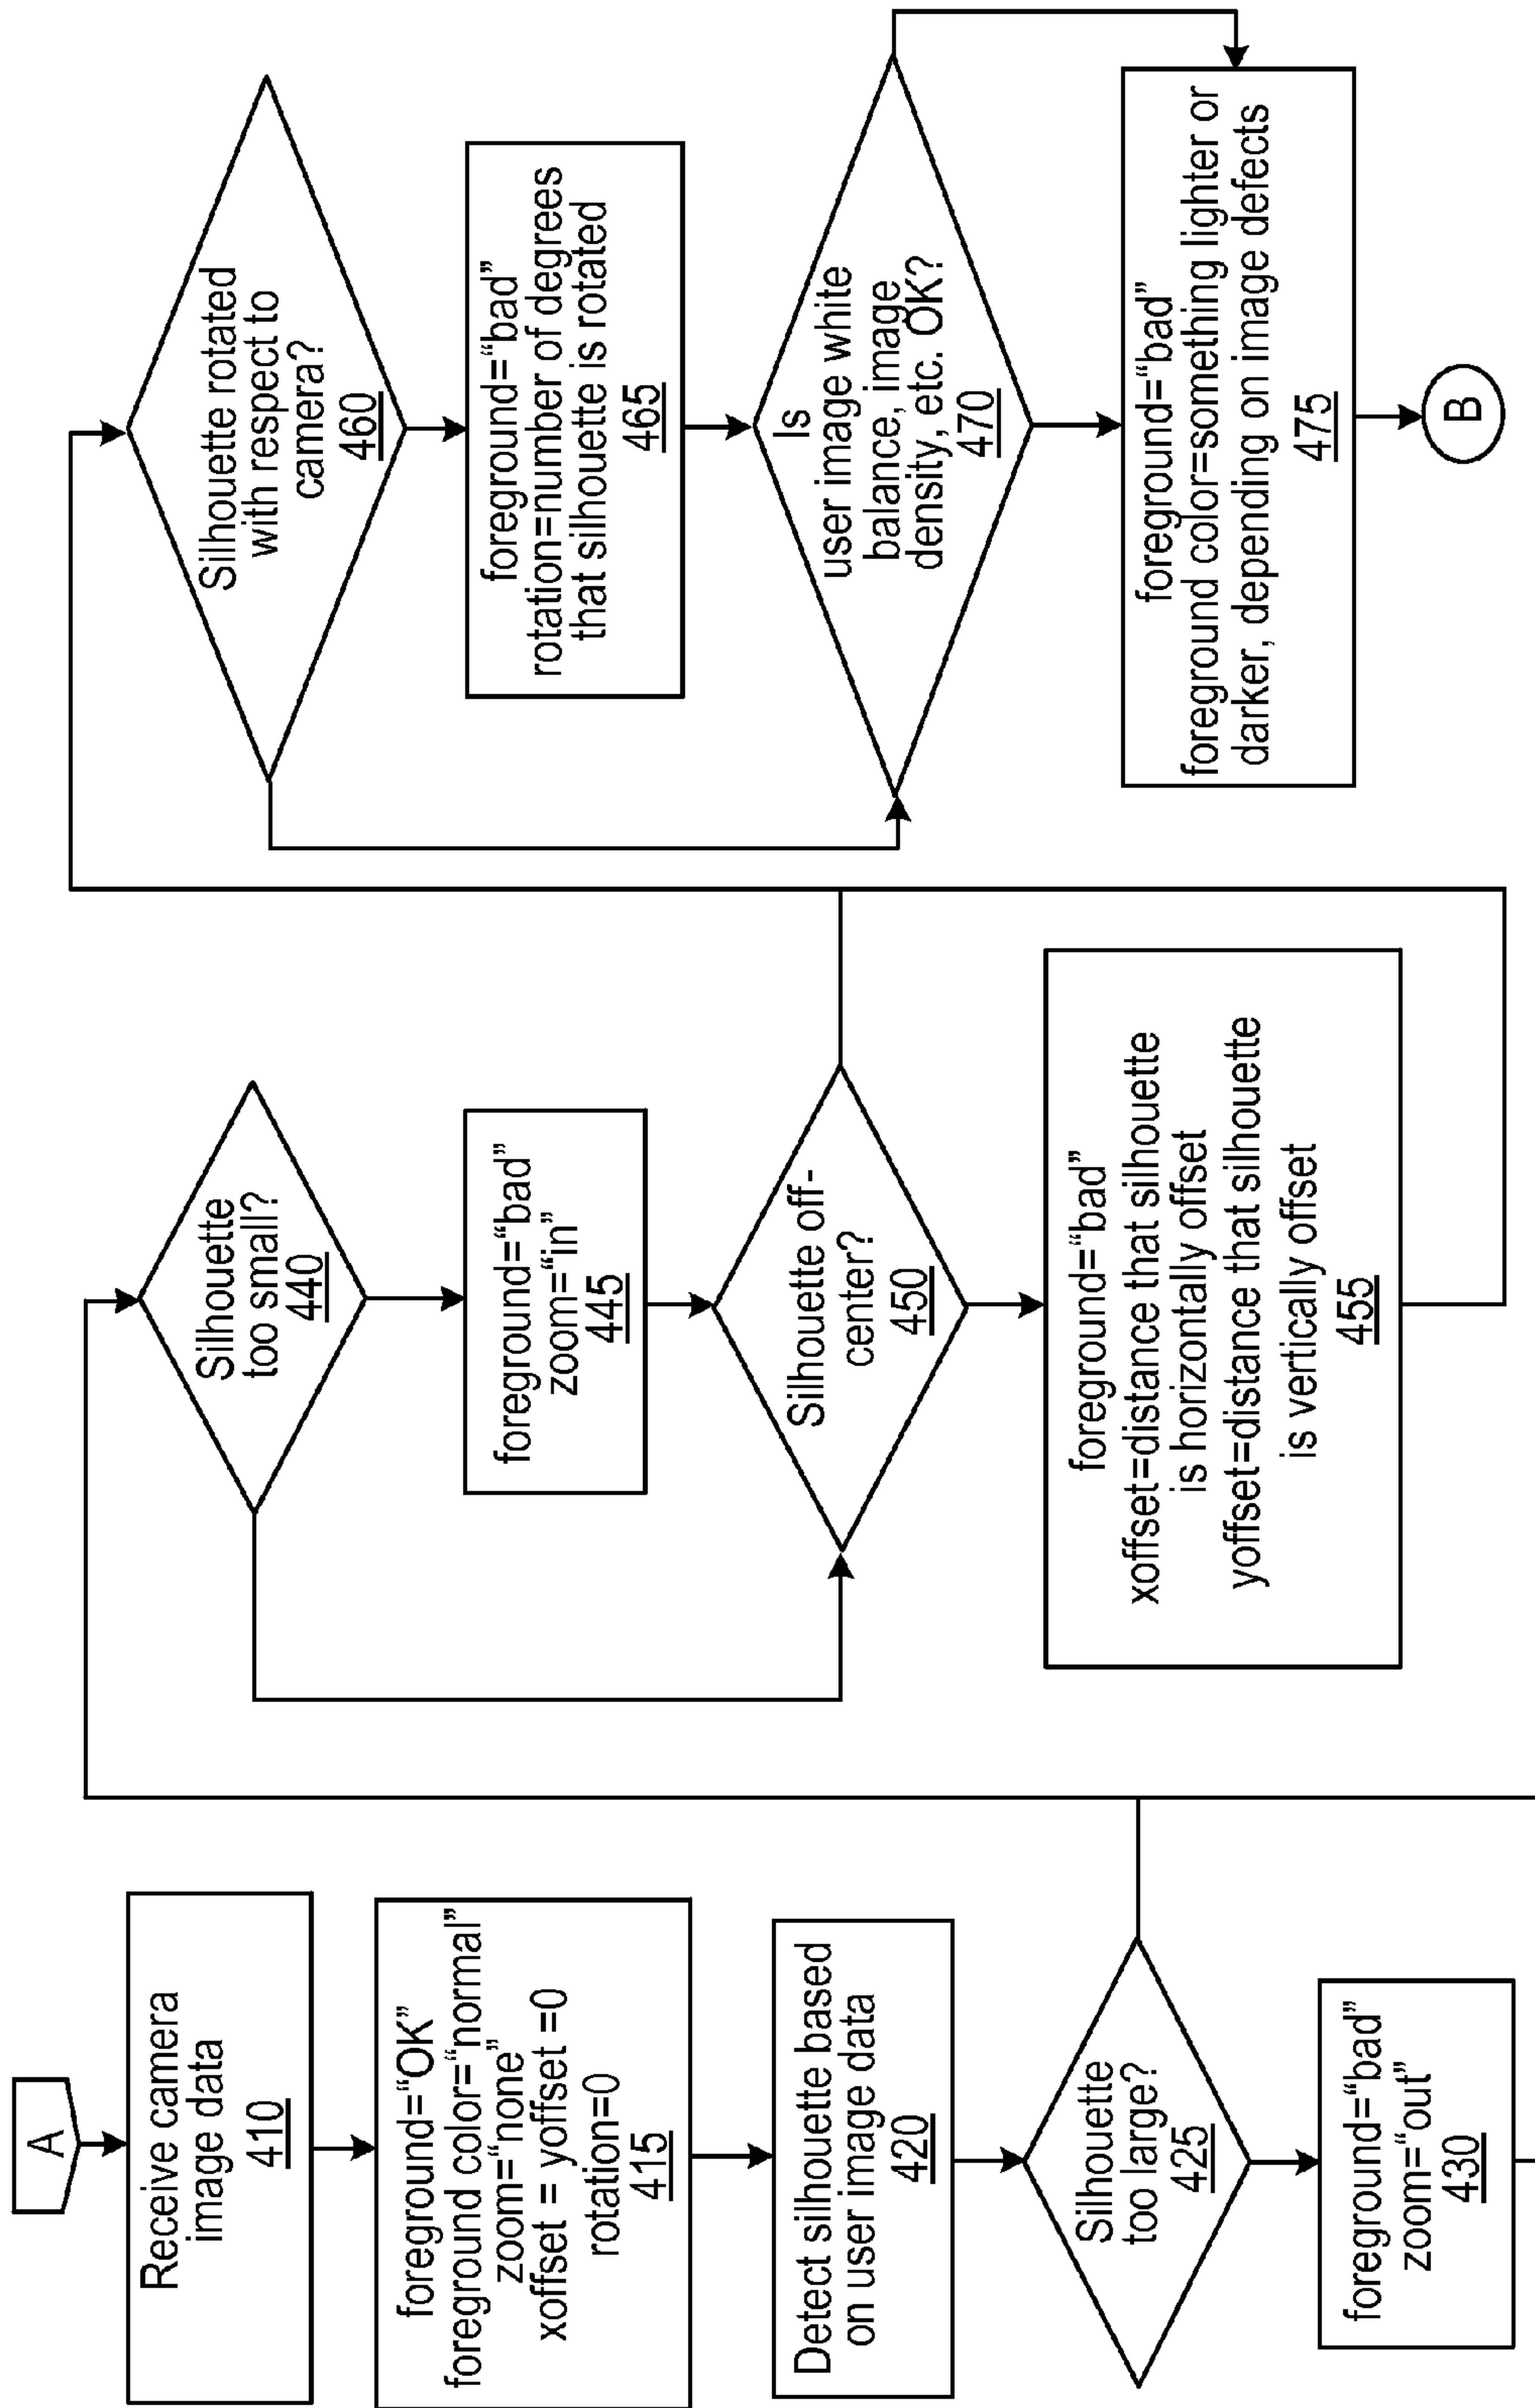 A
Receive camera
image data
410
foreground=“OK”
foreground color=“normal”
zoom=“none”
xoffset = yoffset =0
rotation=0
415
Detect silhouette based
on user image data
420
Silhouette
too large?
425
foreground=“bad”
zoom=“out”
430
Silhouette
too small?
440
foreground=“bad”
zoom=“in”
445
Silhouette off-
center?
450
foreground=“bad”
xoffset=distance that silhouette
is horizontally offset
yoffset=distance that silhouette
is vertically offset
455
Silhouette rotated
with respect to
camera?
460
foreground=“bad”
rotation=number of degrees
that silhouette is rotated
465
Is
user image white
balance, image
density, etc. OK?
470
foreground=“bad”
foreground color=something lighter or
darker, depending on image defects
475
B